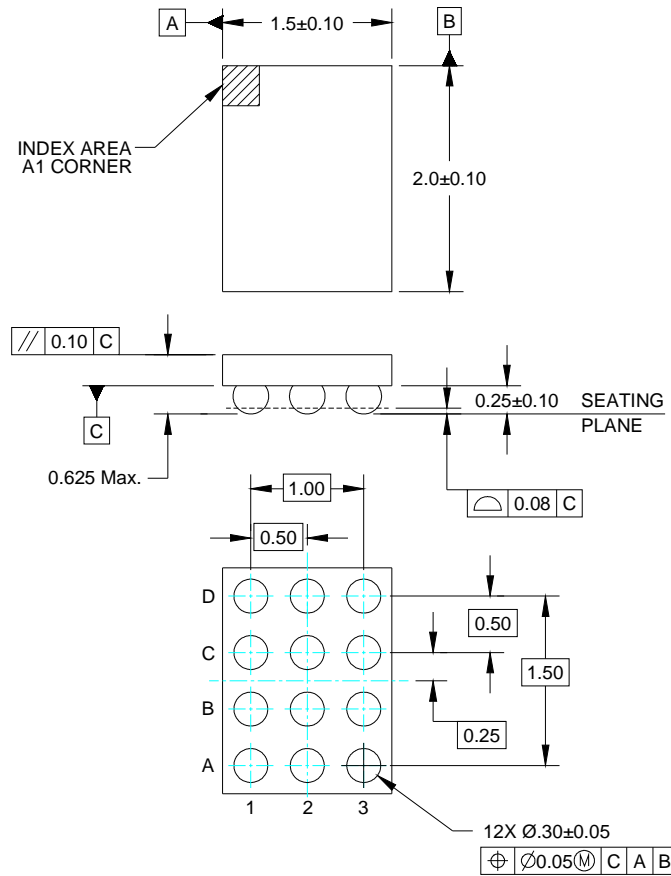 A
1.5±0.10
B
INDEX AREA
A1 CORNER
2.0±0.10
// 0.10 C
C
0.25±0.10
SEATING
PLANE
0.625 Max.
⌓ 0.08 C
1.00
0.50
D
C
B
A
0.50
1.50
0.25
1 2 3
12X Ø.30±0.05
⌖ Ø0.05Ⓜ C A B